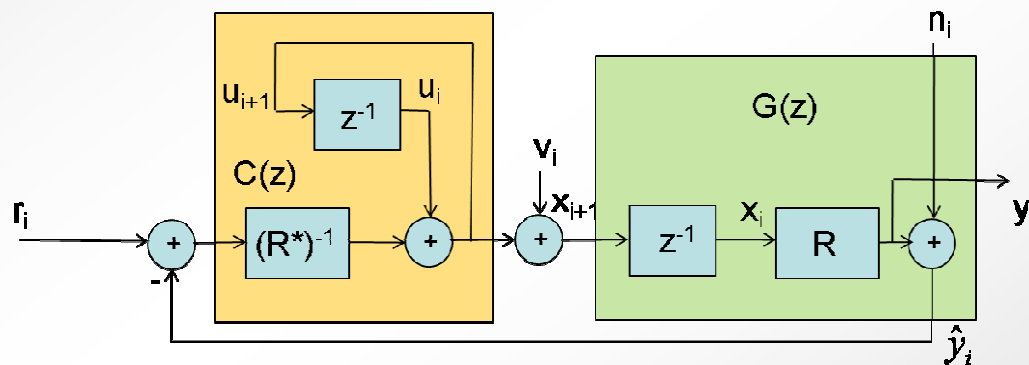 n_i
u_{i+1}
z^{-1}
u_i
G(z)
v_i
C(z)
r_i
x_{i+1}
x_i
y
+
(R*)^{-1}
+
+
z^{-1}
R
+
-
ŷ_i